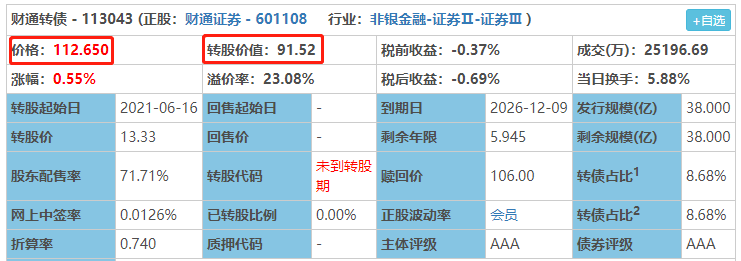 财通转债 - 113043 (正股：财通证券 - 601108 行业：非银金融-证券Ⅱ-证券Ⅲ ) +自选
价格：112.650 转股价值：91.52 税前收益：-0.37% 成交(万)：25196.69
涨幅：0.55% 溢价率：23.08% 税后收益：-0.69% 当日换手：5.88%
转股起始日 2021-06-16 回售起始日 - 到期日 2026-12-09 发行规模(亿) 38.000
转股价 13.33 回售价 - 剩余年限 5.945 剩余规模(亿) 38.000
股东配售率 71.71% 转股代码 未到转股期 赎回价 106.00 转债占比1 8.68%
网上中签率 0.0126% 已转股比例 0.00% 正股波动率 会员 转债占比2 8.68%
折算率 0.740 质押代码 - 主体评级 AAA 债券评级 AAA